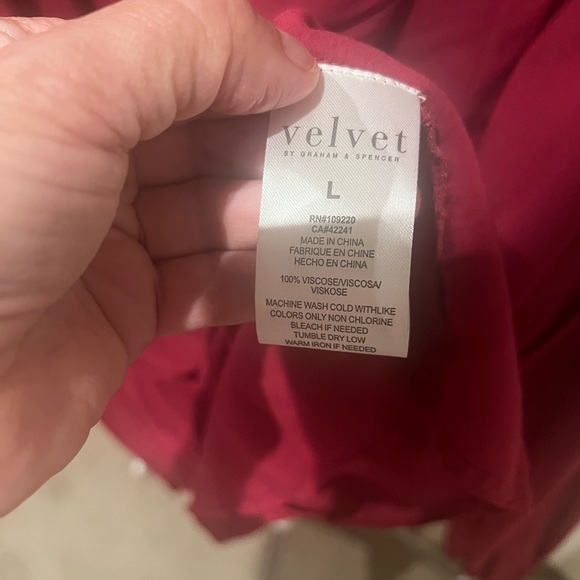 velvet
BY GRAHAM & SPENCER
L
RN#109220
CA#42241
MADE IN CHINA
FABRIQUE EN CHINE
HECHO EN CHINA
100% VISCOSE/VISCOSA/
VISKOSE
MACHINE WASH COLD WITHLIKE
COLORS ONLY NON CHLORINE
BLEACH IF NEEDED
TUMBLE DRY LOW
WARM IRON IF NEEDED